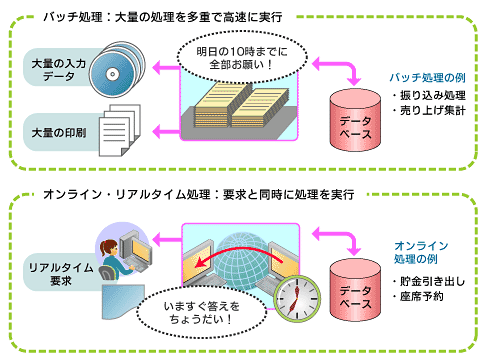 バッチ処理：大量の処理を多重で高速に実行
大量の入力
データ
明日の10時までに
全部お願い！
大量の印刷
データ
ベース
バッチ処理の例
・振り込み処理
・売り上げ集計
オンライン・リアルタイム処理：要求と同時に処理を実行
リアルタイム
要求
いますぐ答えを
ちょうだい！
データ
ベース
オンライン
処理の例
・貯金引き出し
・座席予約